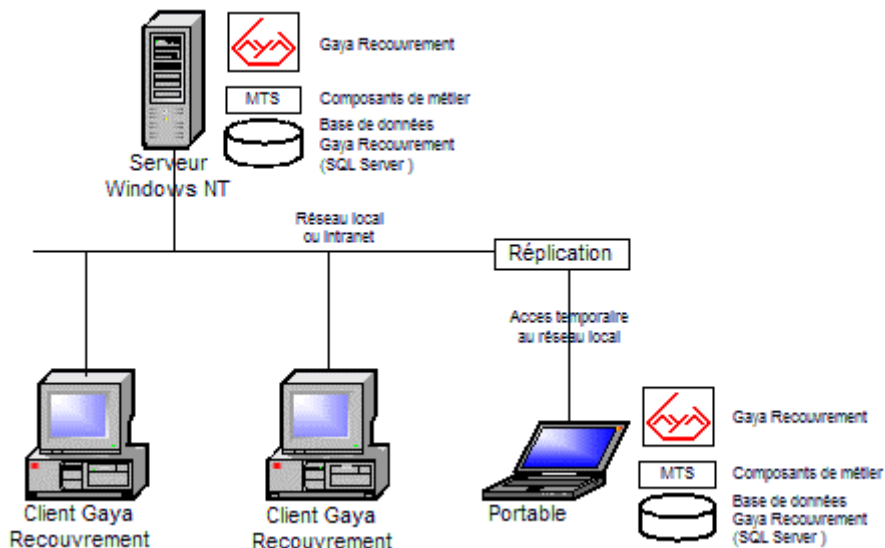 Gaya Recouvrement
MTS
Composants de métier
Base de données
Gaya Recouvrement
(SQL Server )
Serveur
Windows NT
Réseau local
ou Intranet
Réplication
Acces temporaire
au réseau local
Gaya Recouvrement
MTS
Composants de métier
Base de données
Gaya Recouvrement
(SQL Server )
Client Gaya
Recouvrement
Client Gaya
Recouvrement
Portable